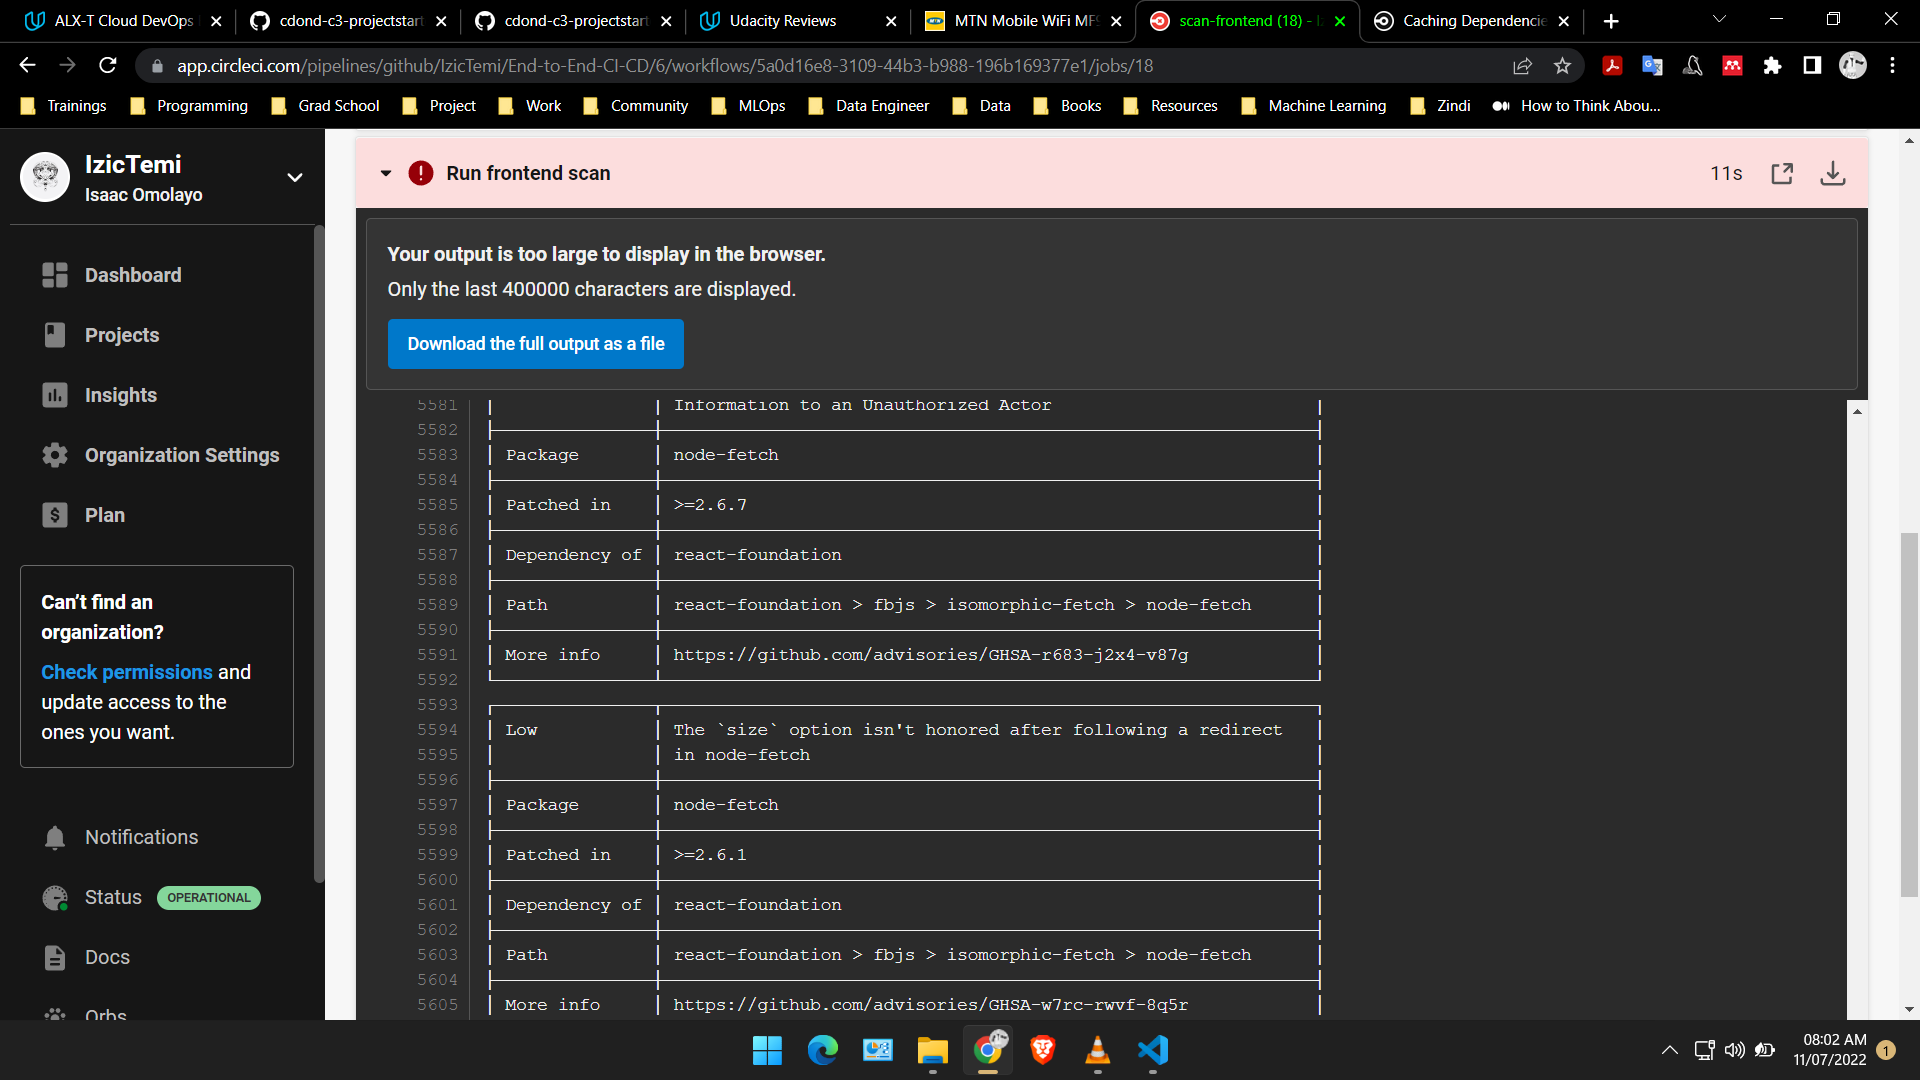 ALX-T Cloud DevOps
cdond-c3-projectstart
cdond-c3-projectstart
Udacity Reviews
MTN Mobile WiFi MF9
scan-frontend (18) - I
Caching Dependencie
app.circleci.com/pipelines/github/IzicTemi/End-to-End-CI-CD/6/workflows/5a0d16e8-3109-44b3-b988-196b169377e1/jobs/18
Trainings Programming Grad School Project Work Community MLOps Data Engineer Data Books Resources Machine Learning Zindi How to Think Abou...
IzicTemi
Isaac Omolayo
Dashboard
Projects
Insights
Organization Settings
Plan
Can't find an
organization?
Check permissions and
update access to the
ones you want.
Notifications
Status OPERATIONAL
Docs
Orbs
Run frontend scan 11s
Your output is too large to display in the browser.
Only the last 400000 characters are displayed.
Download the full output as a file
5581 Information to an Unauthorized Actor
5582
5583 Package node-fetch
5584
5585 Patched in >=2.6.7
5586
5587 Dependency of react-foundation
5588
5589 Path react-foundation > fbjs > isomorphic-fetch > node-fetch
5590
5591 More info https://github.com/advisories/GHSA-r683-j2x4-v87g
5592
5593
5594 Low The `size` option isn't honored after following a redirect
5595 in node-fetch
5596
5597 Package node-fetch
5598
5599 Patched in >=2.6.1
5600
5601 Dependency of react-foundation
5602
5603 Path react-foundation > fbjs > isomorphic-fetch > node-fetch
5604
5605 More info https://github.com/advisories/GHSA-w7rc-rwvf-8q5r
08:02 AM
11/07/2022
1